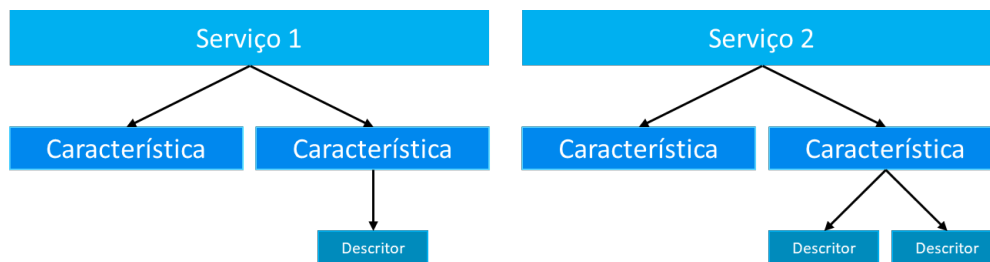 Serviço 1
Serviço 2
Característica
Característica
Característica
Característica
Descritor
Descritor
Descritor